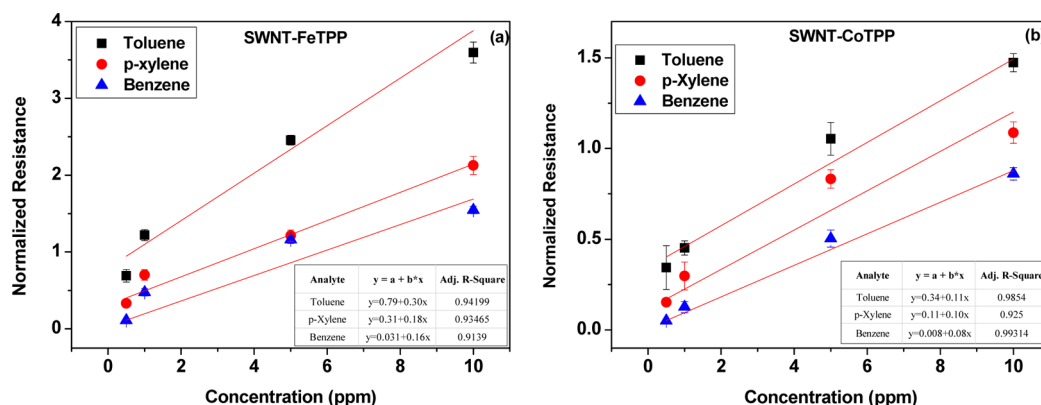 SWNT-FeTPP
(a)
Toluene
p-xylene
Benzene
Normalized Resistance
4
3
2
1
0
Analyte y = a + b*x Adj. R-Square
Toluene y=0.79+0.30x 0.94199
p-Xylene y=0.31+0.18x 0.93465
Benzene y=0.031+0.16x 0.9139
0 2 4 6 8 10
Concentration (ppm)
SWNT-CoTPP
(b)
Toluene
p-Xylene
Benzene
Normalized Resistance
1.5
1.0
0.5
0.0
Analyte y = a + b*x Adj. R-Square
Toluene y=0.34+0.11x 0.9854
p-Xylene y=0.11+0.10x 0.925
Benzene y=0.008+0.08x 0.99314
0 2 4 6 8 10
Concentration (ppm)